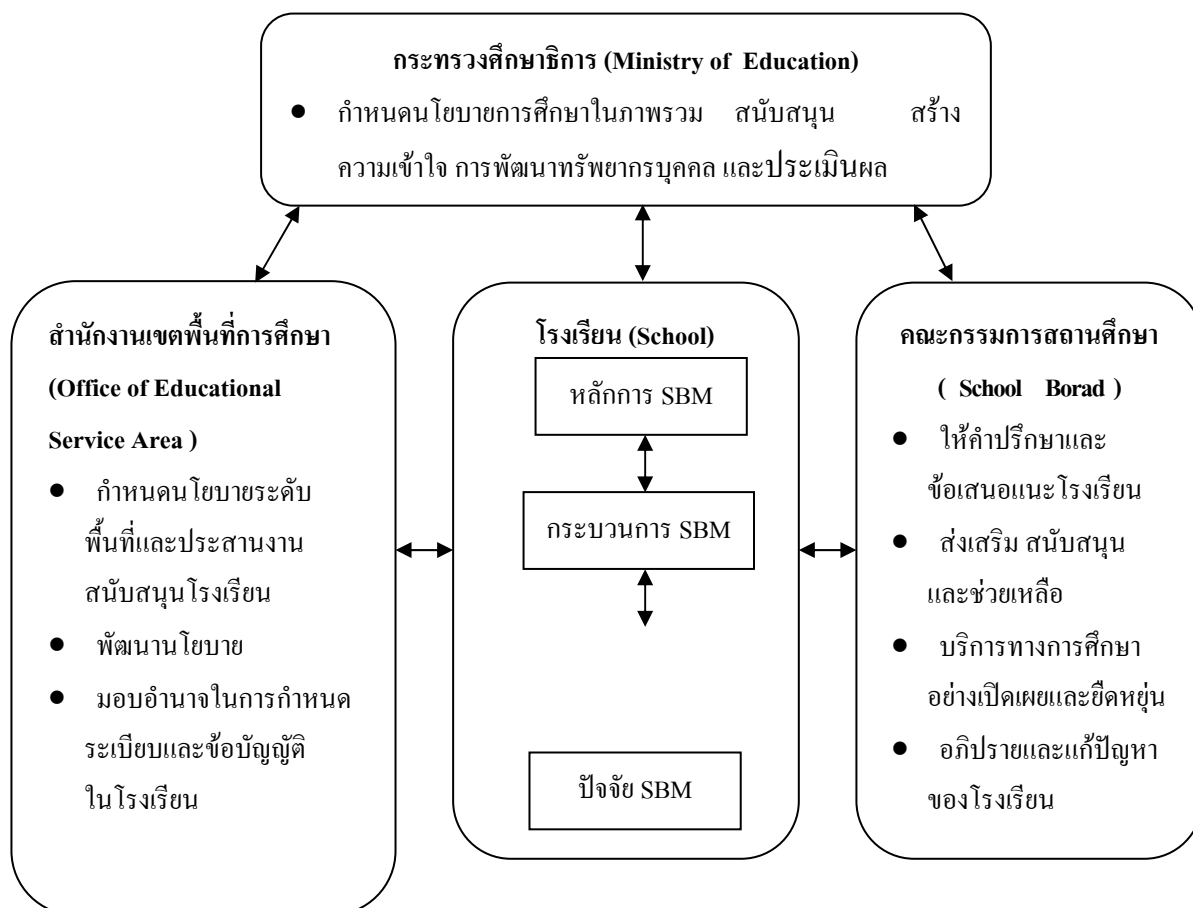 กระทรวงศึกษาธิการ (Ministry of Education)
● กำหนดนโยบายการศึกษาในภาพรวม สนับสนุน สร้าง
ความเข้าใจ การพัฒนาทรัพยากรบุคคล และประเมินผล
สำนักงานเขตพื้นที่การศึกษา
(Office of Educational
Service Area )
● กำหนดนโยบายระดับ
พื้นที่และประสานงาน
สนับสนุนโรงเรียน
● พัฒนานโยบาย
● มอบอำนาจในการกำหนด
ระเบียบและข้อบัญญัติ
ในโรงเรียน
โรงเรียน (School)
หลักการ SBM
กระบวนการ SBM
ปัจจัย SBM
คณะกรรมการสถานศึกษา
( School Borad )
● ให้คำปรึกษาและ
ข้อเสนอแนะโรงเรียน
● ส่งเสริม สนับสนุน
และช่วยเหลือ
● บริการทางการศึกษา
อย่างเปิดเผยและยืดหยุ่น
● อภิปรายและแก้ปัญหา
ของโรงเรียน